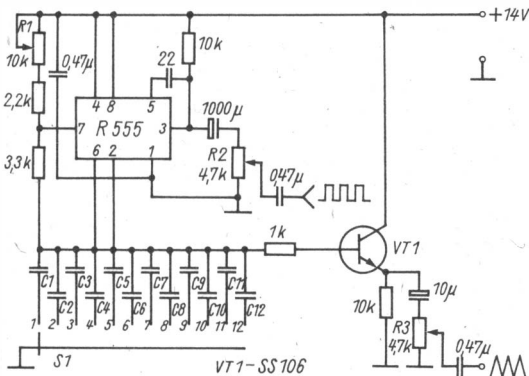 +14V
R1
10k
0,47µ
22
10k
2,2k
4 8 5
1000µ
7 R 555 3
R2
4,7k
0,47µ
6 2 1
3,3k
1k
VT1
C1 C3 C5 C7 C9 C11
C2 C4 C6 C8 C10 C12
10k
10µ
R3
4,7k
0,47µ
1 2 3 4 5 6 7 8 9 10 11 12
S1
VT1-SS106